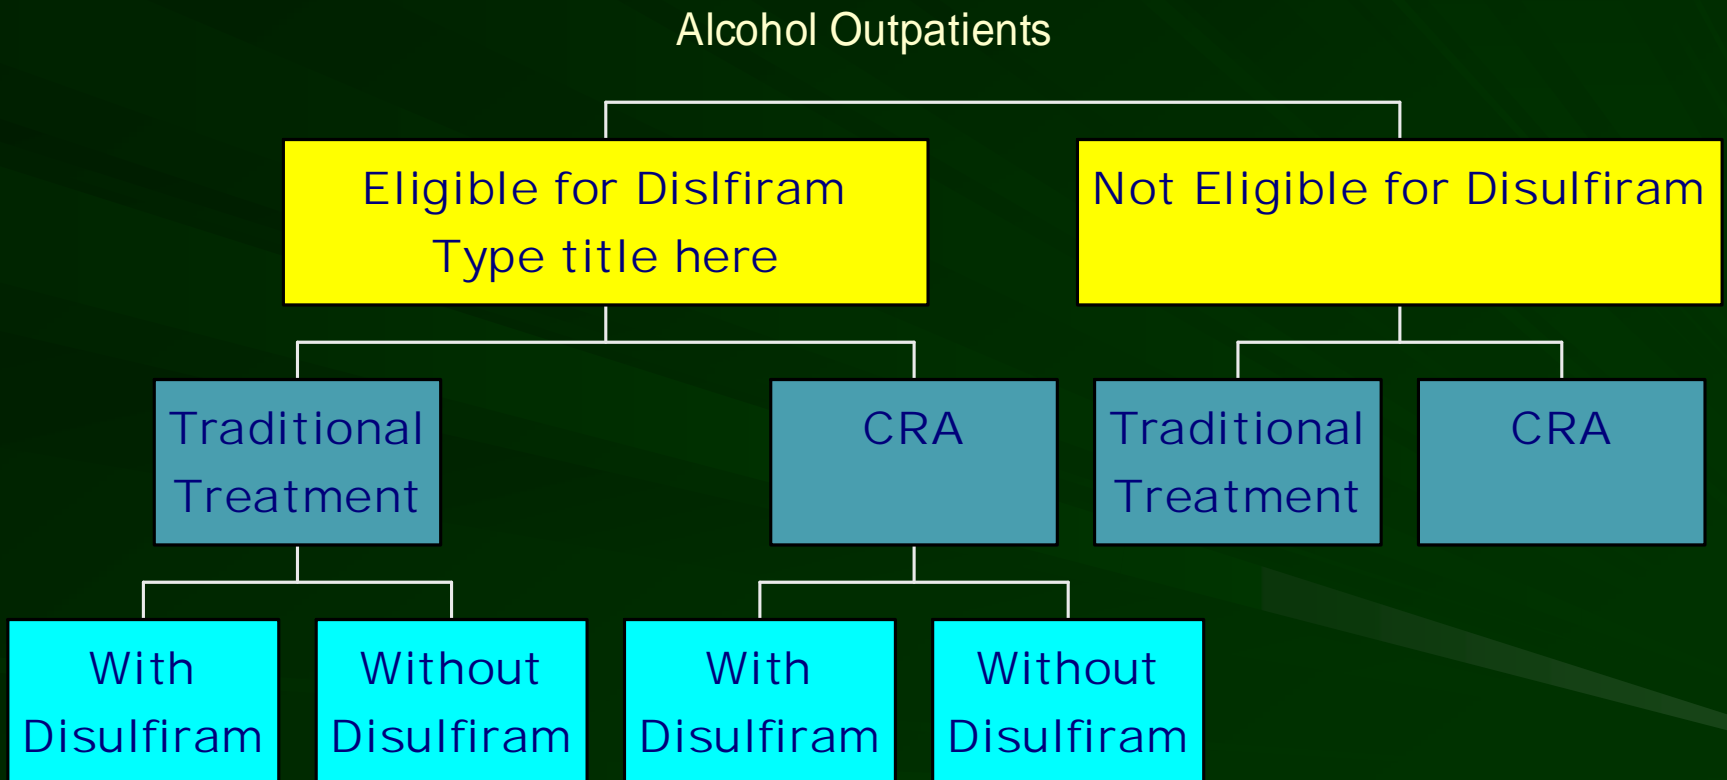 Alcohol Outpatients
Eligible for Dislfiram
Type title here
Not Eligible for Disulfiram
Traditional
Treatment
CRA
Traditional
Treatment
CRA
With
Disulfiram
Without
Disulfiram
With
Disulfiram
Without
Disulfiram